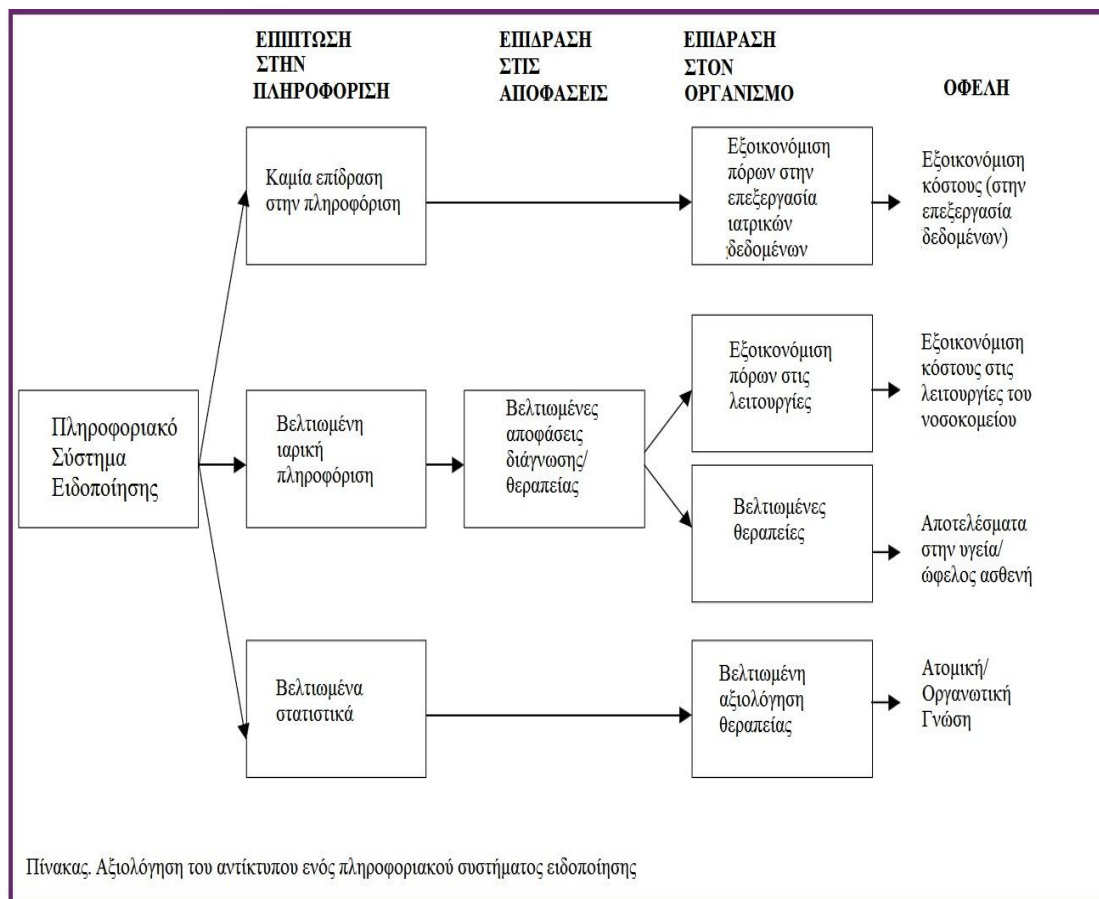 ΕΠΙΠΤΩΣΗ
ΣΤΗΝ
ΠΛΗΡΟΦΟΡΙΣΗ
ΕΠΙΔΡΑΣΗ
ΣΤΙΣ
ΑΠΟΦΑΣΕΙΣ
ΕΠΙΔΡΑΣΗ
ΣΤΟΝ
ΟΡΓΑΝΙΣΜΟ
ΟΦΕΛΗ
Καμία επίδραση
στην πληροφόριση
Εξοικονόμιση
πόρων στην
επεξεργασία
ιατρικών
δεδομένων
Εξοικονόμιση
κόστους (στην
επεξεργασία
δεδομένων)
Πληροφοριακό
Σύστημα
Ειδοποίησης
Βελτιωμένη
ιαρική
πληροφόριση
Βελτιωμένες
αποφάσεις
διάγνωσης/
θεραπείας
Εξοικονόμιση
πόρων στις
λειτουργίες
Εξοικονόμιση
κόστους στις
λειτουργίες του
νοσοκομείου
Βελτιωμένες
θεραπείες
Αποτελέσματα
στην υγεία/
ώφελος ασθενή
Βελτιωμένα
στατιστικά
Βελτιωμένη
αξιολόγηση
θεραπείας
Ατομική/
Οργανωτική
Γνώση
Πίνακας. Αξιολόγηση του αντίκτυπου ενός πληροφοριακού συστήματος ειδοποίησης